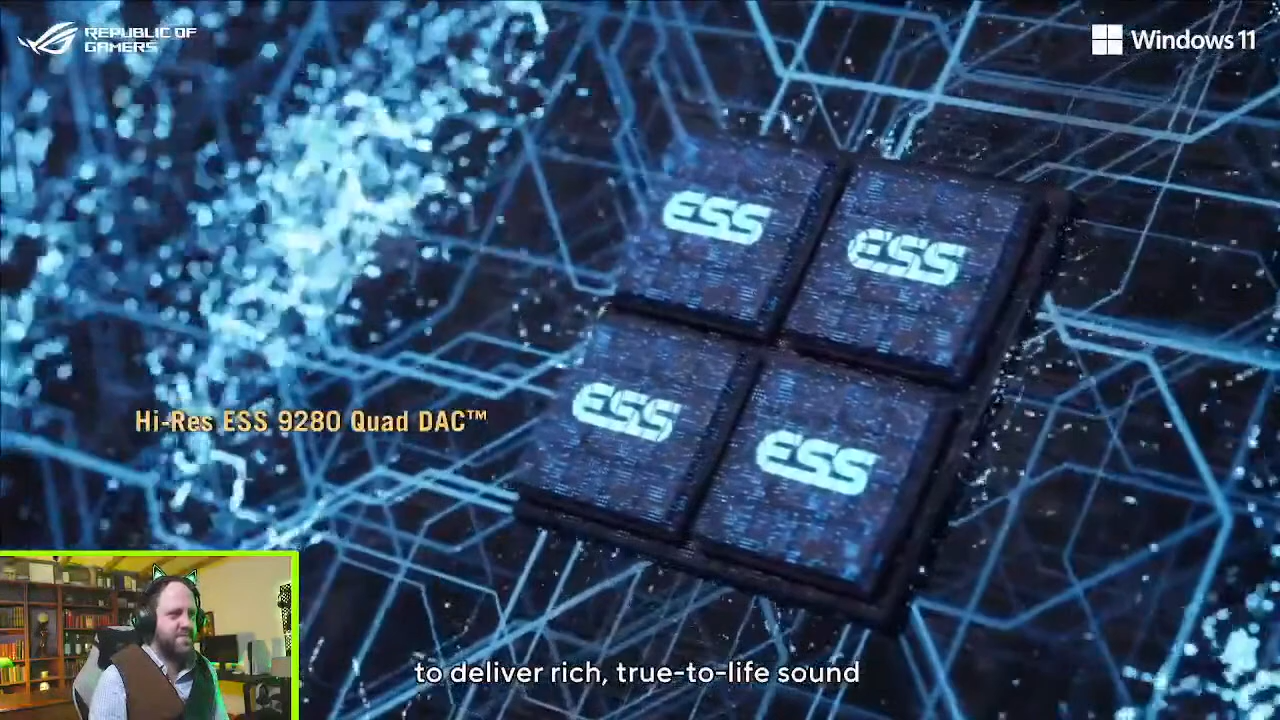 REPUBLIC OF
GAMERS
Windows 11
ESS
ESS
ESS
ESS
Hi-Res ESS 9280 Quad DAC™
to deliver rich, true-to-life sound